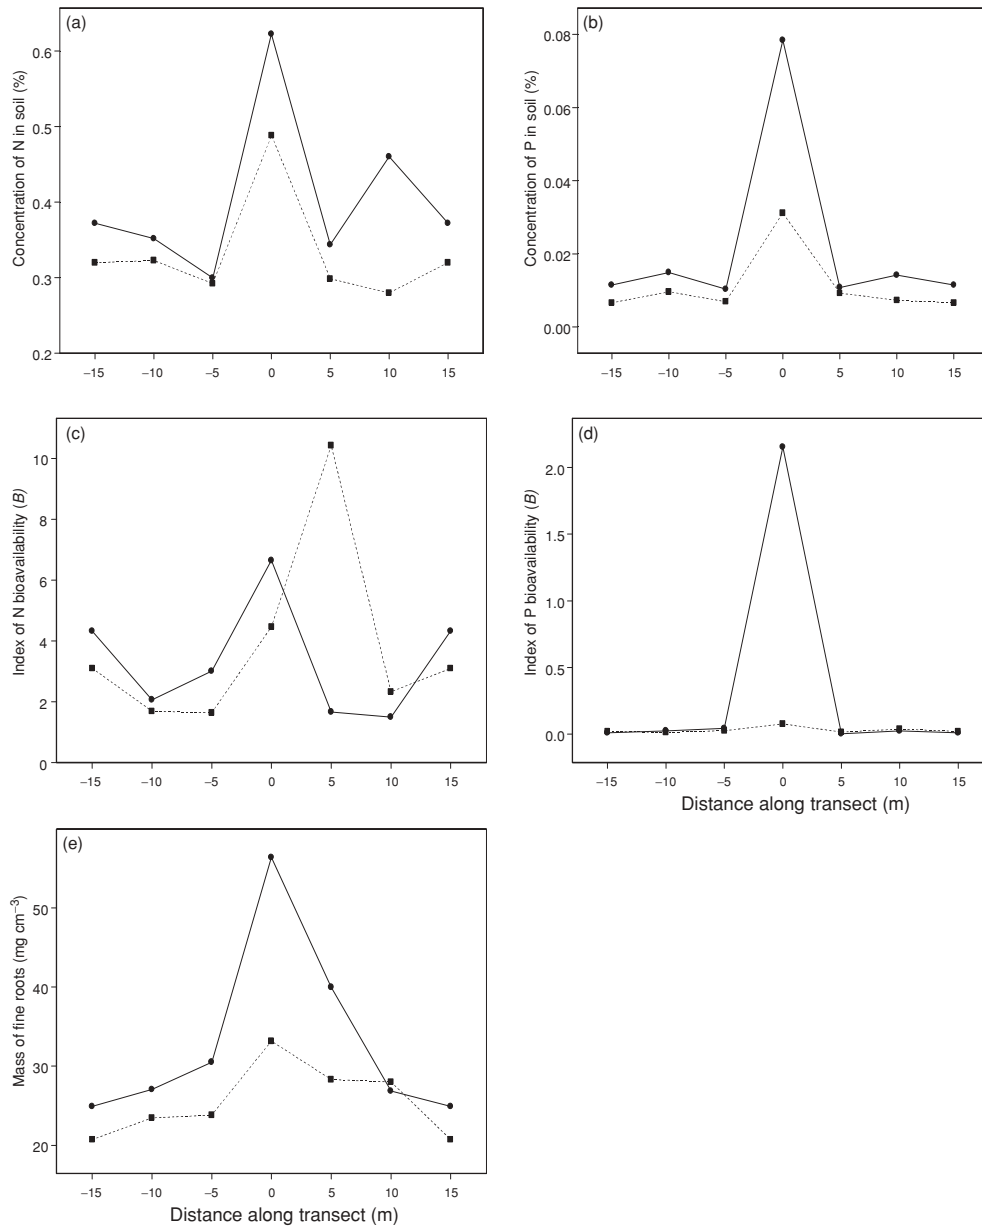 (a)
Concentration of N in soil (%)
0.6
0.5
0.4
0.3
0.2
−15 −10 −5 0 5 10 15
(b)
Concentration of P in soil (%)
0.08
0.06
0.04
0.02
0.00
−15 −10 −5 0 5 10 15
(c)
Index of N bioavailability (B)
10
8
6
4
2
0
−15 −10 −5 0 5 10 15
(d)
Index of P bioavailability (B)
2.0
1.5
1.0
0.5
0.0
−15 −10 −5 0 5 10 15
Distance along transect (m)
(e)
Mass of fine roots (mg cm⁻³)
50
40
30
20
−15 −10 −5 0 5 10 15
Distance along transect (m)